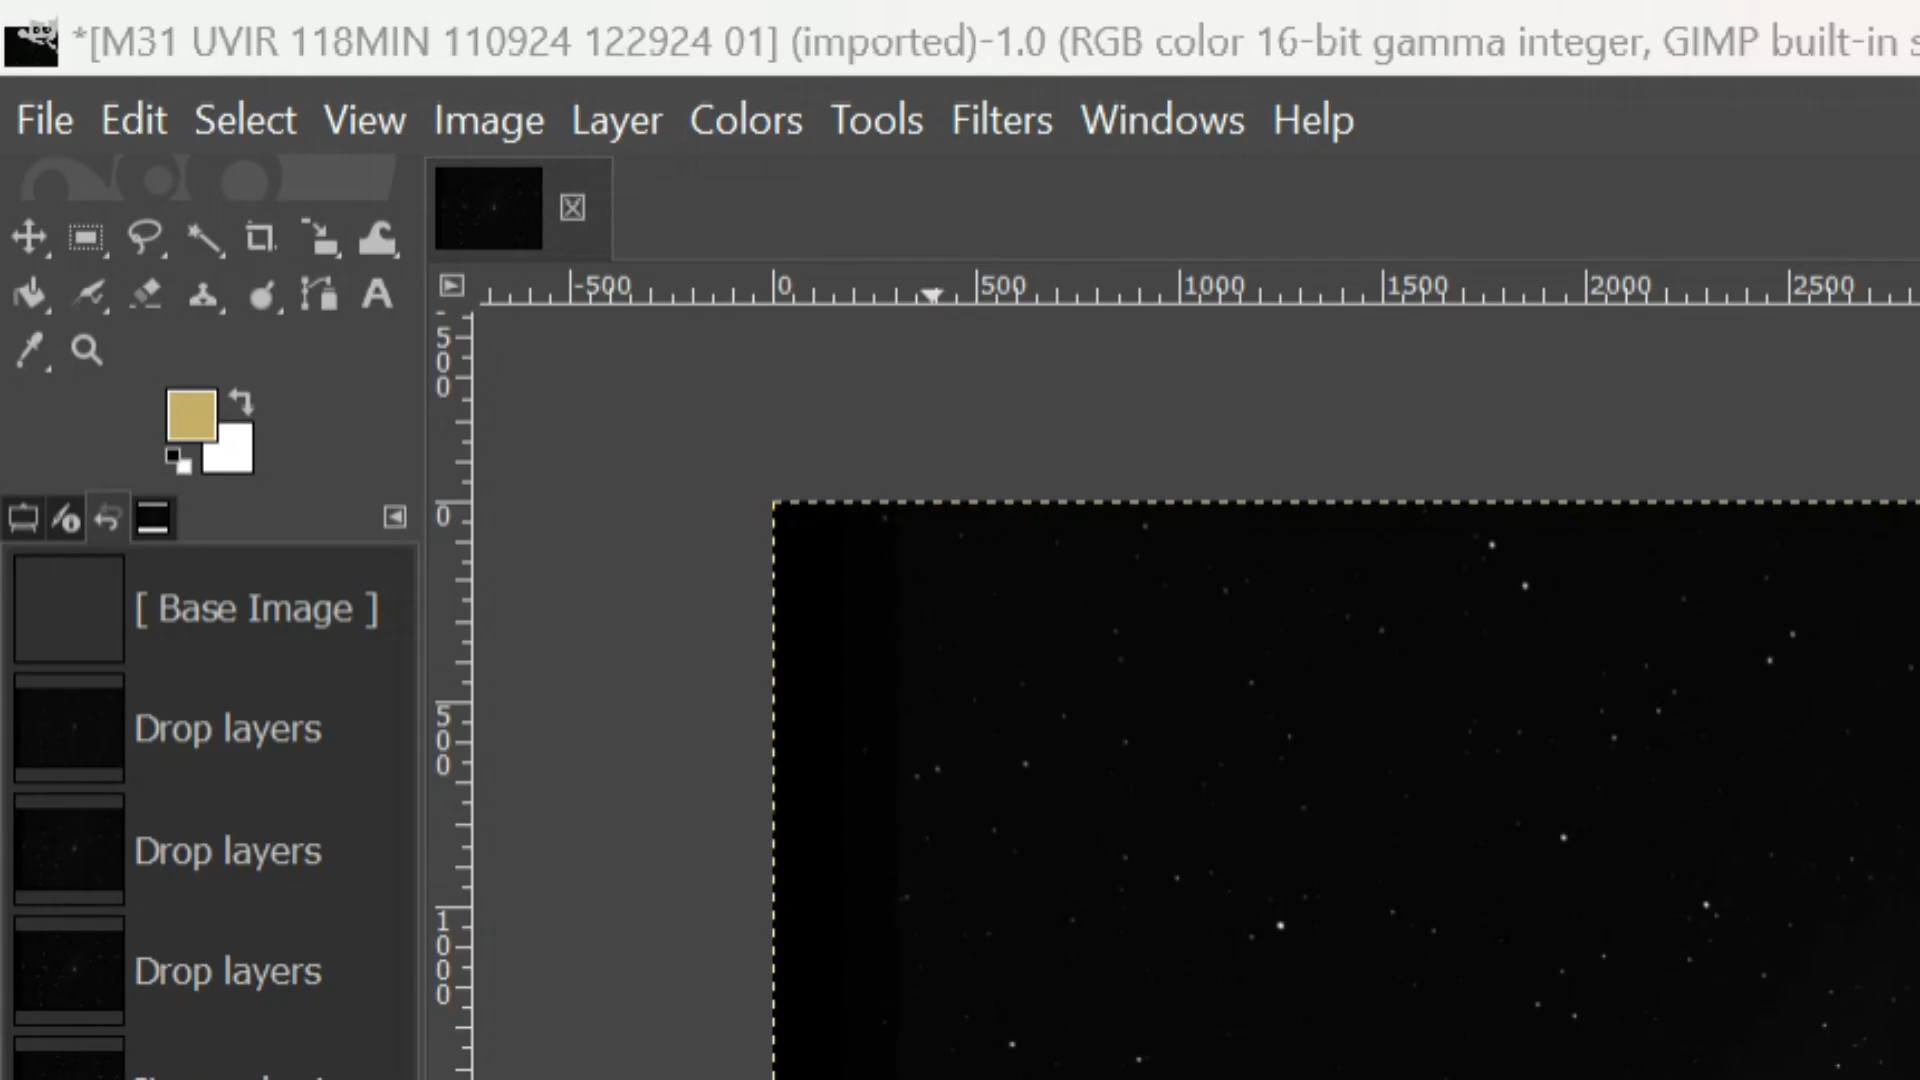 *[M31 UVIR 118MIN 110924 122924 01] (imported)-1.0 (RGB color 16-bit gamma integer, GIMP built-in s
File Edit Select View Image Layer Colors Tools Filters Windows Help
-500 0 500 1000 1500 2000 2500
500
0
500
1000
[ Base Image ]
Drop layers
Drop layers
Drop layers